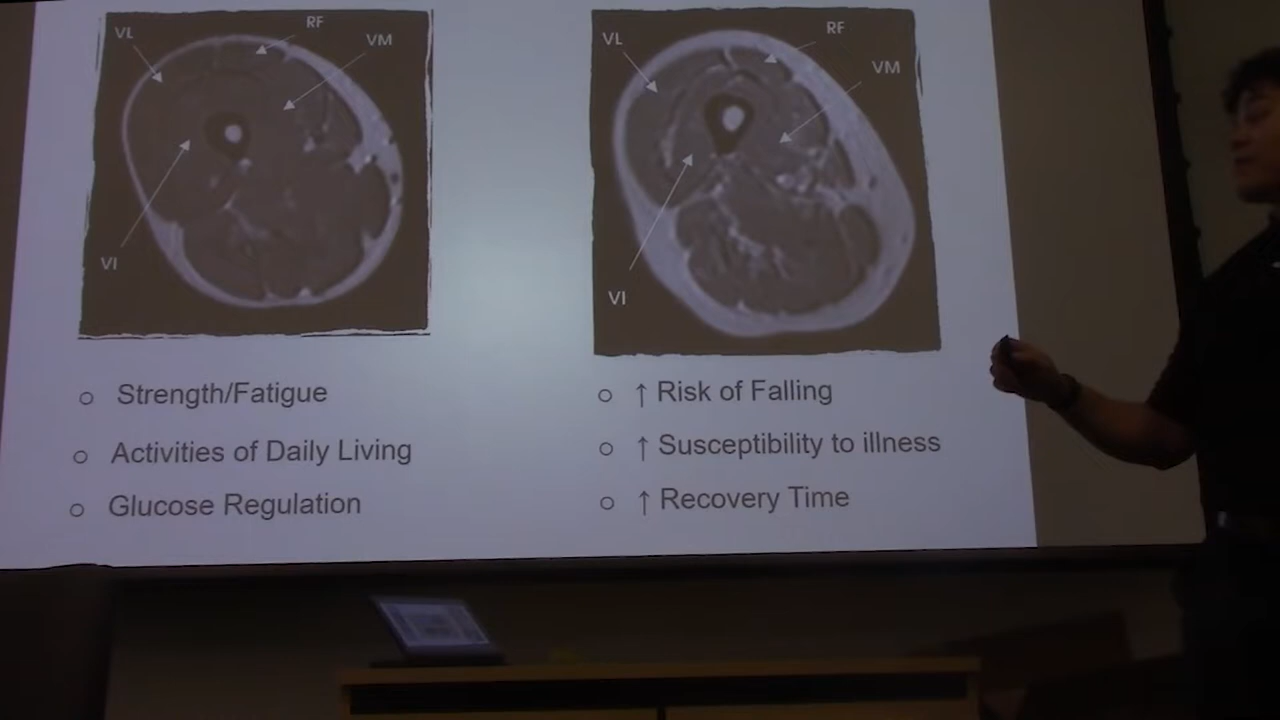 VL
RF
VM
VI
VL
RF
VM
VI
○ Strength/Fatigue
○ Activities of Daily Living
○ Glucose Regulation
○ ↑ Risk of Falling
○ ↑ Susceptibility to illness
○ ↑ Recovery Time